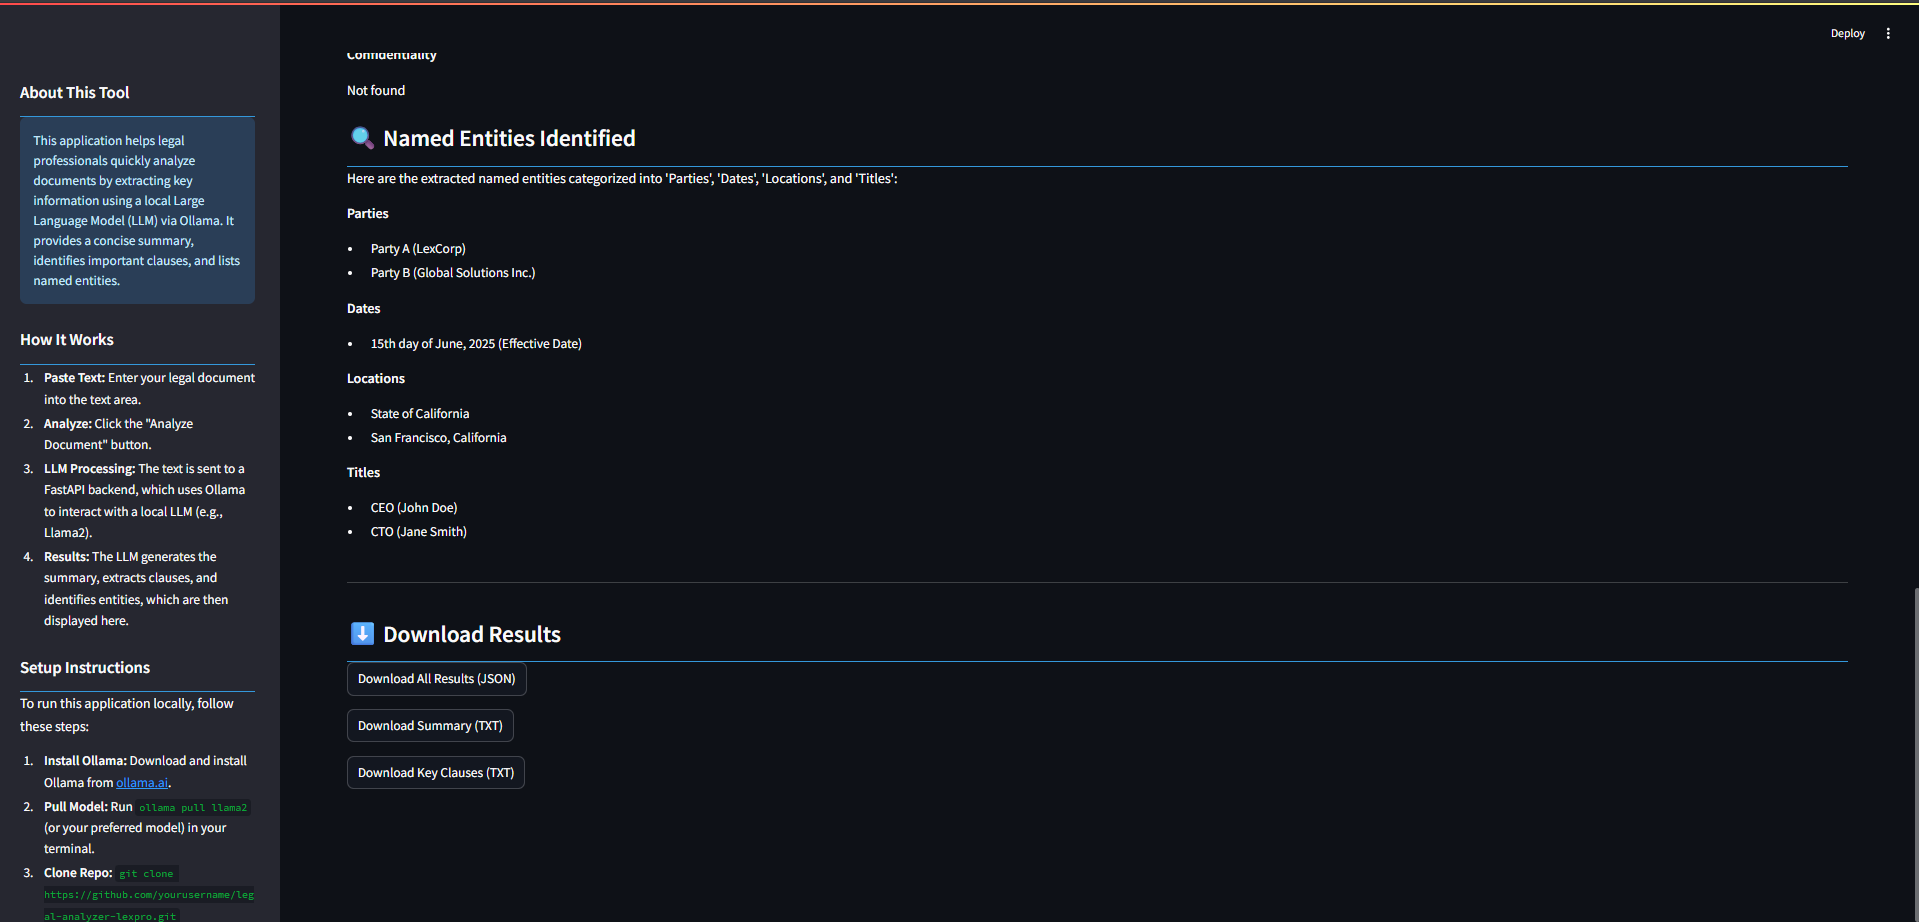 About This Tool
This application helps legal
professionals quickly analyze
documents by extracting key
information using a local Large
Language Model (LLM) via Ollama. It
provides a concise summary,
identifies important clauses, and lists
named entities.
How It Works
1. Paste Text: Enter your legal document
into the text area.
2. Analyze: Click the "Analyze
Document" button.
3. LLM Processing: The text is sent to a
FastAPI backend, which uses Ollama
to interact with a local LLM (e.g.,
Llama2).
4. Results: The LLM generates the
summary, extracts clauses, and
identifies entities, which are then
displayed here.
Setup Instructions
To run this application locally, follow
these steps:
1. Install Ollama: Download and install
Ollama from ollama.ai.
2. Pull Model: Run ollama pull llama2
(or your preferred model) in your
terminal.
3. Clone Repo: git clone
https://github.com/yourusername/leg
al-analyzer-lexpro.git
Deploy
Confidentiality
Not found
Named Entities Identified
Here are the extracted named entities categorized into 'Parties', 'Dates', 'Locations', and 'Titles':
Parties
• Party A (LexCorp)
• Party B (Global Solutions Inc.)
Dates
• 15th day of June, 2025 (Effective Date)
Locations
• State of California
• San Francisco, California
Titles
• CEO (John Doe)
• CTO (Jane Smith)
Download Results
Download All Results (JSON)
Download Summary (TXT)
Download Key Clauses (TXT)